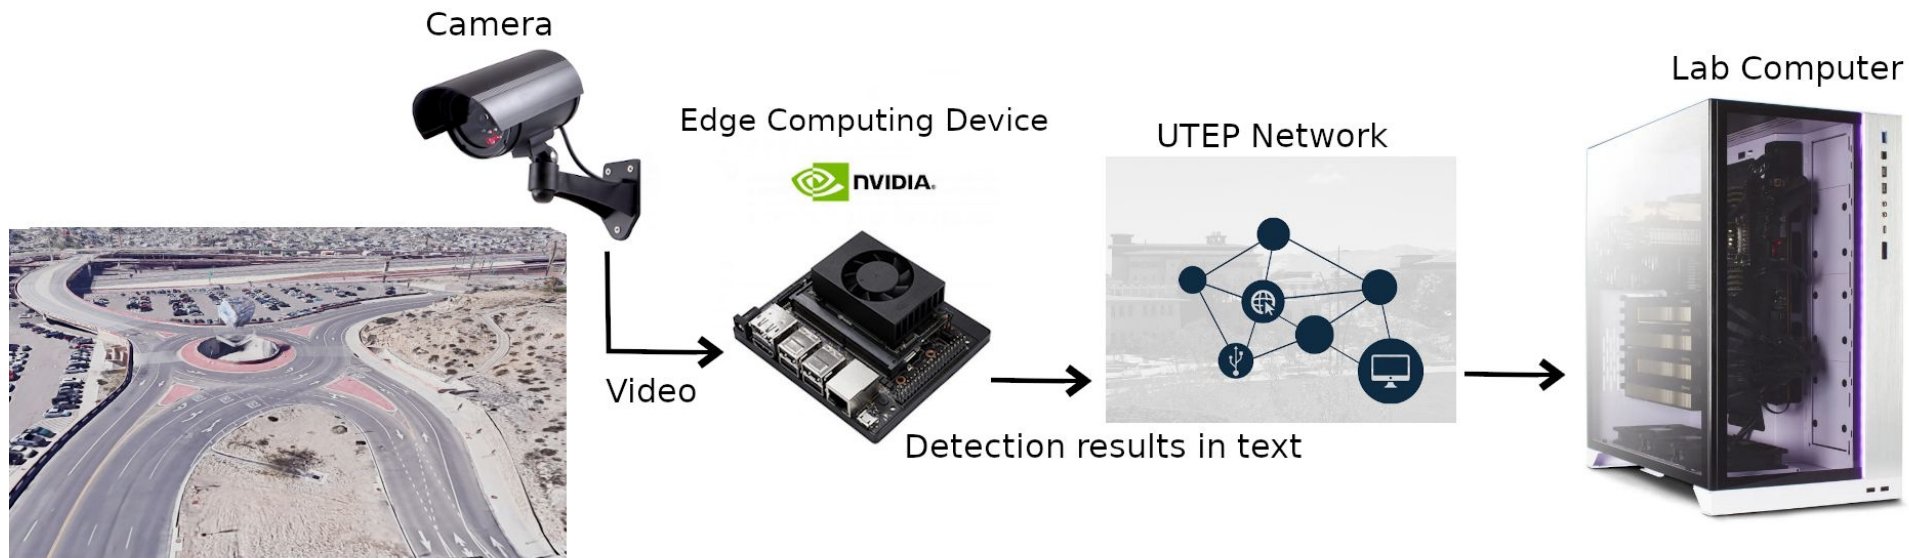 Camera
Edge Computing Device
NVIDIA.
Video
Detection results in text
UTEP Network
Lab Computer